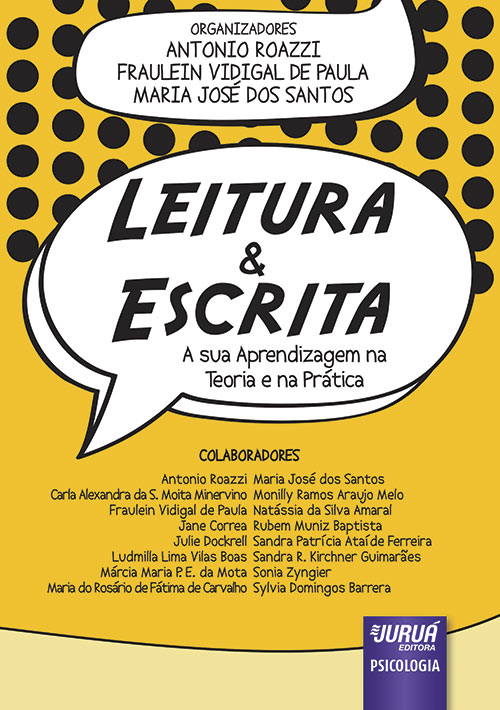 ORGANIZADORES
ANTONIO ROAZZI
FRAULEIN VIDIGAL DE PAULA
MARIA JOSÉ DOS SANTOS
LEITURA
&
ESCRITA
A sua Aprendizagem na
Teoria e na Prática
COLABORADORES
Antonio Roazzi Maria José dos Santos
Carla Alexandra da S. Moita Minervino Monilly Ramos Araujo Melo
Fraulein Vidigal de Paula Natássia da Silva Amaral
Jane Correa Rubem Muniz Baptista
Julie Dockrell Sandra Patrícia Ataíde Ferreira
Ludmilla Lima Vilas Boas Sandra R. Kirchner Guimarães
Márcia Maria P. E. da Mota Sonia Zyngier
Maria do Rosário de Fátima de Carvalho Sylvia Domingos Barrera
JURUÁ
EDITORA
PSICOLOGIA